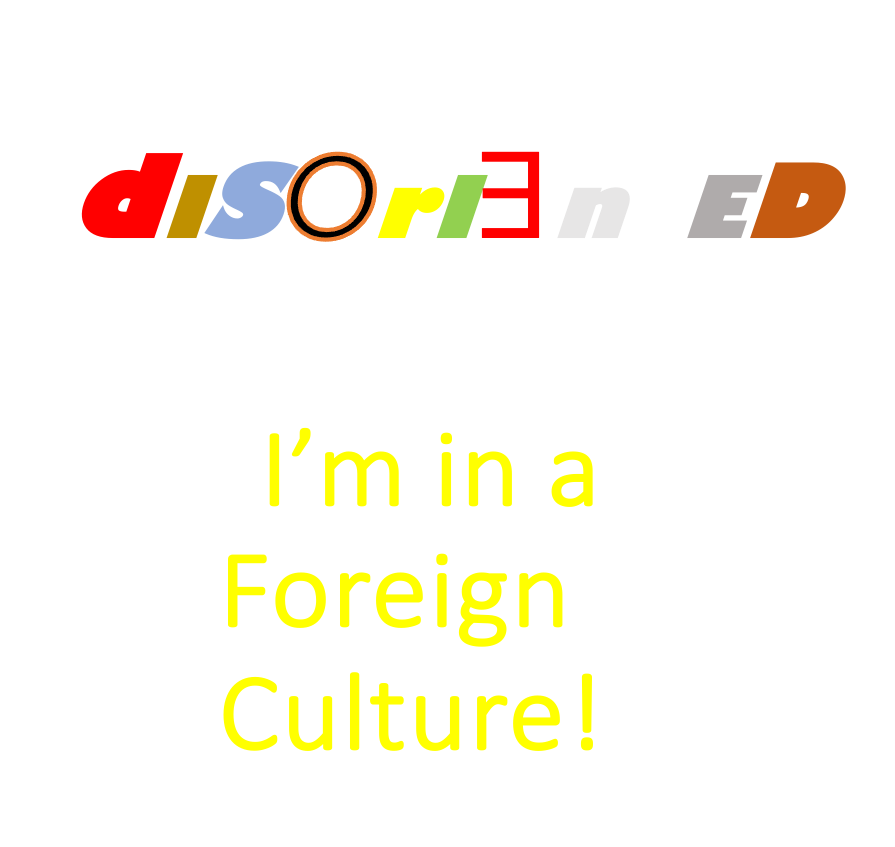 dISOrIƎn ED
I’m in a
Foreign
Culture!